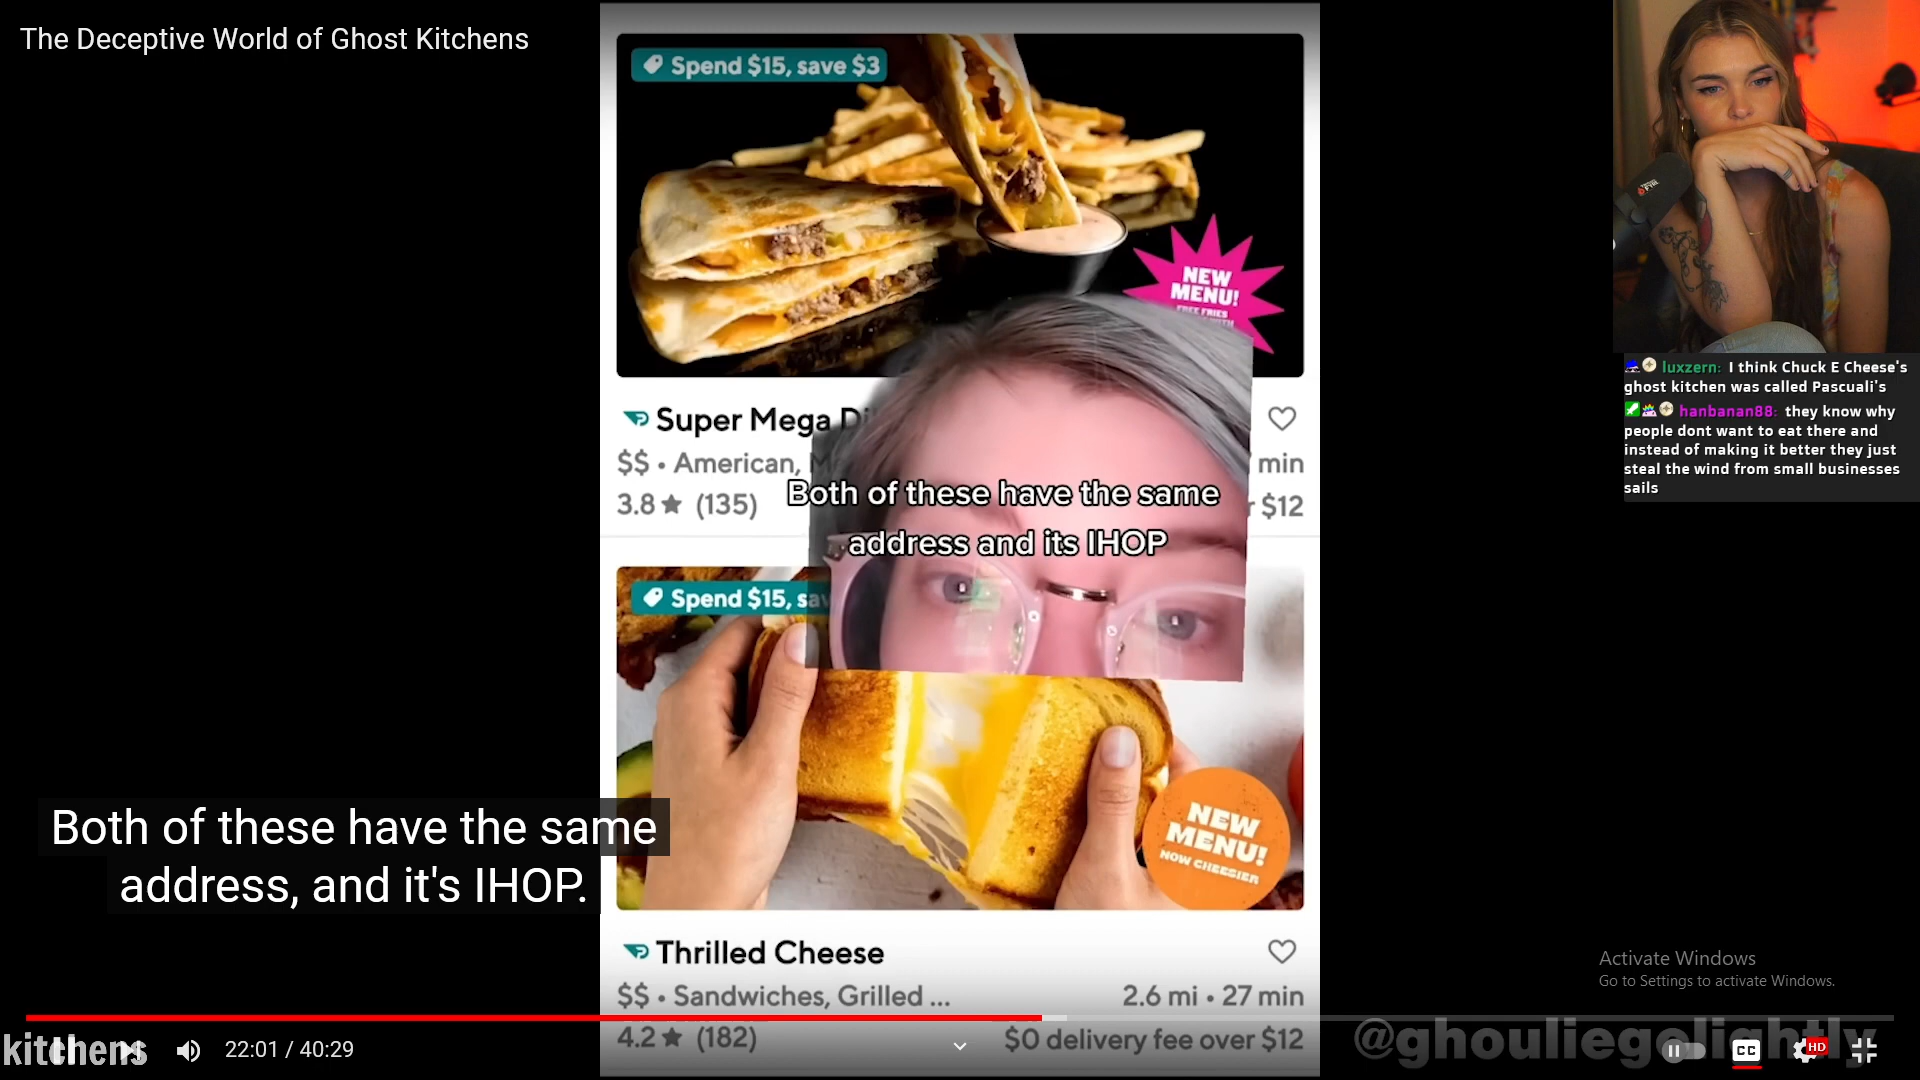 The Deceptive World of Ghost Kitchens
Spend $15, save $3
NEW
MENU!
FREE FRIES
Super Mega
$$ • American,
min
3.8★ (135)
$12
Both of these have the same
address and its IHOP
Spend $15,
NEW
MENU!
NOW CHEESIER
Thrilled Cheese
$$ • Sandwiches, Grilled ...
2.6 mi • 27 min
4.2★ (182)
$0 delivery fee over $12
Both of these have the same
address, and it's IHOP.
luxzern: I think Chuck E Cheese's
ghost kitchen was called Pascuali's
hanbanan88: they know why
people dont want to eat there and
instead of making it better they just
steal the wind from small businesses
sails
Activate Windows
Go to Settings to activate Windows.
kitchens
22:01 / 40:29
@ghouliegolightly
CC
HD